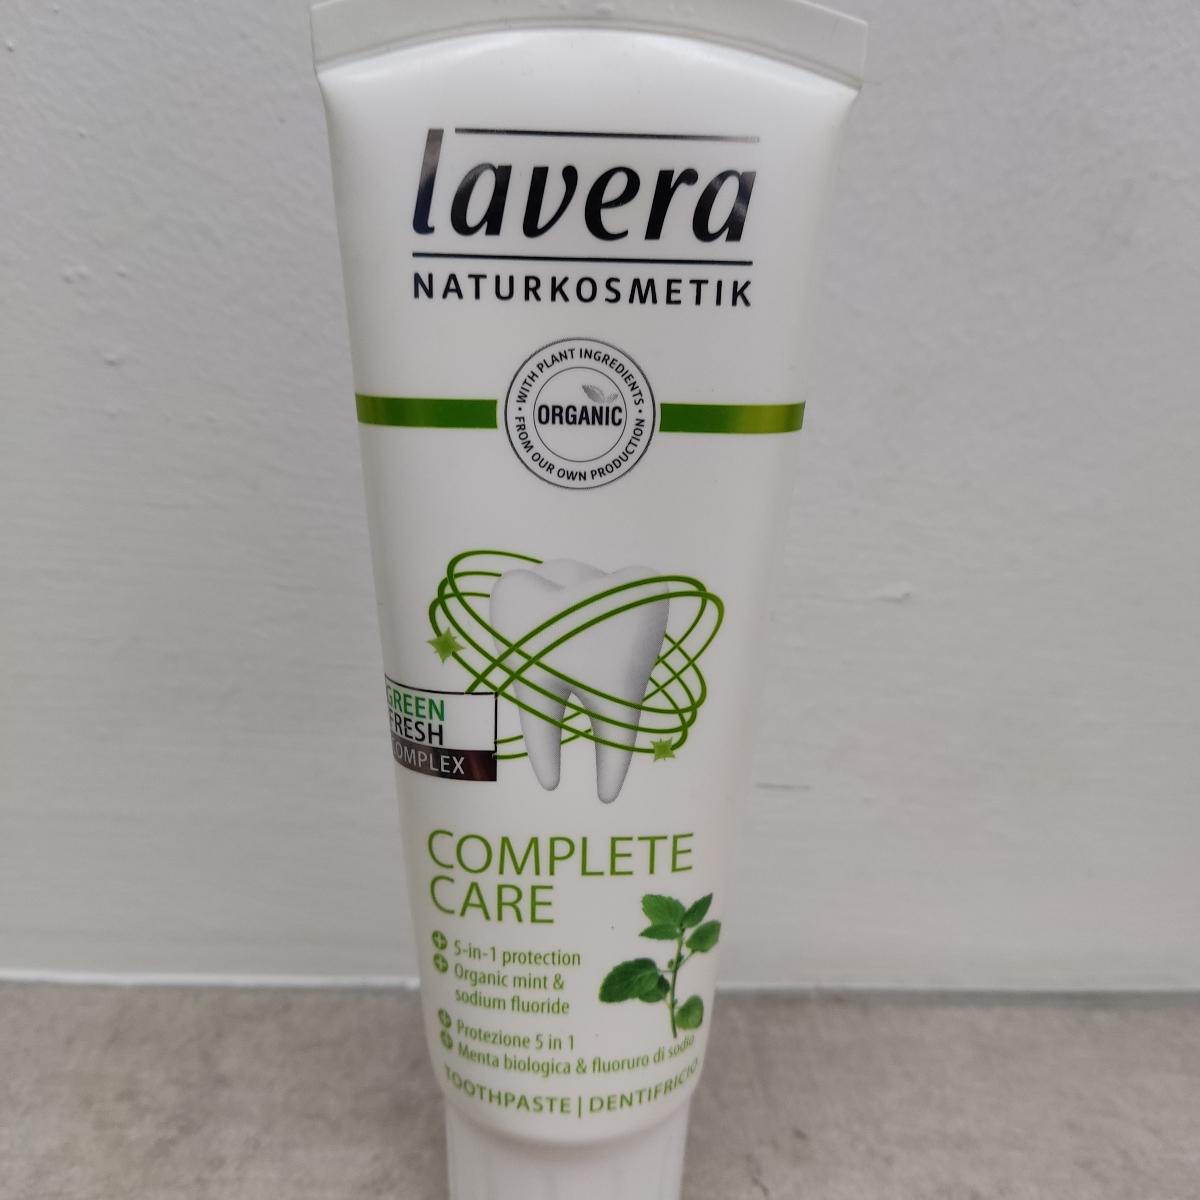 lavera
NATURKOSMETIK
• WITH PLANT INGREDIENTS •
ORGANIC
FROM OUR OWN PRODUCTION
GREEN
FRESH
COMPLEX
COMPLETE
CARE
5-in-1 protection
Organic mint &
sodium fluoride
Protezione 5 in 1
Menta biologica & fluoruro di sodio
TOOTHPASTE | DENTIFRICIO